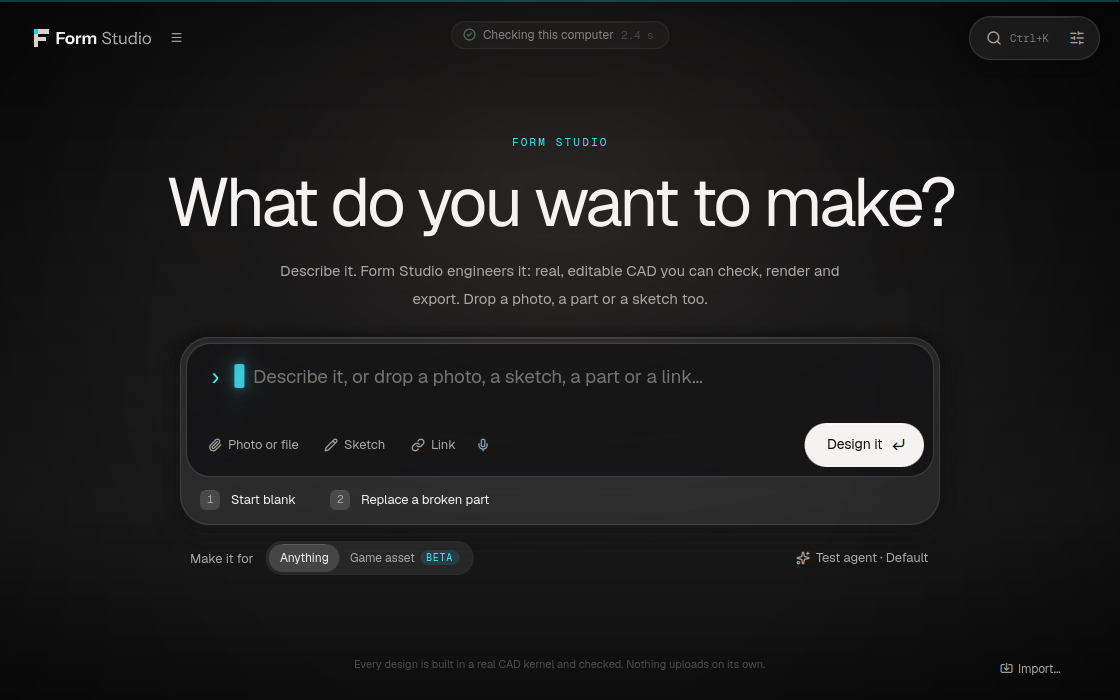 Form Studio
Checking this computer 2.4 s
Ctrl+K
FORM STUDIO
What do you want to make?
Describe it. Form Studio engineers it: real, editable CAD you can check, render and
export. Drop a photo, a part or a sketch too.
› Describe it, or drop a photo, a sketch, a part or a link…
Photo or file Sketch Link Design it
1 Start blank 2 Replace a broken part
Make it for Anything Game asset BETA Test agent · Default
Every design is built in a real CAD kernel and checked. Nothing uploads on its own.
Import…